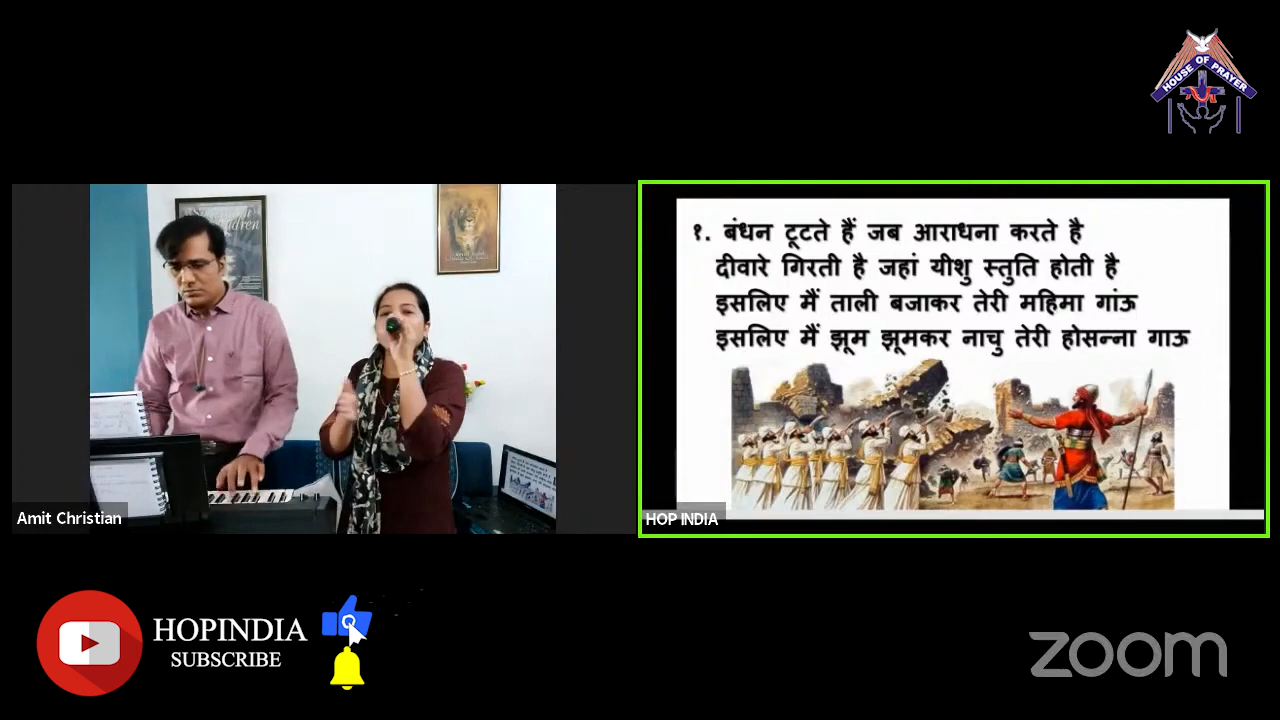 HOUSE OF PRAYER
१. बंधन टूटते हैं जब आराधना करते है
दीवारे गिरती है जहां यीशु स्तुति होती है
इसलिए मैं ताली बजाकर तेरी महिमा गांऊ
इसलिए मैं झूम झूमकर नाचु तेरी होसन्ना गाऊ
Amit Christian
HOP INDIA
HOPINDIA
SUBSCRIBE
zoom